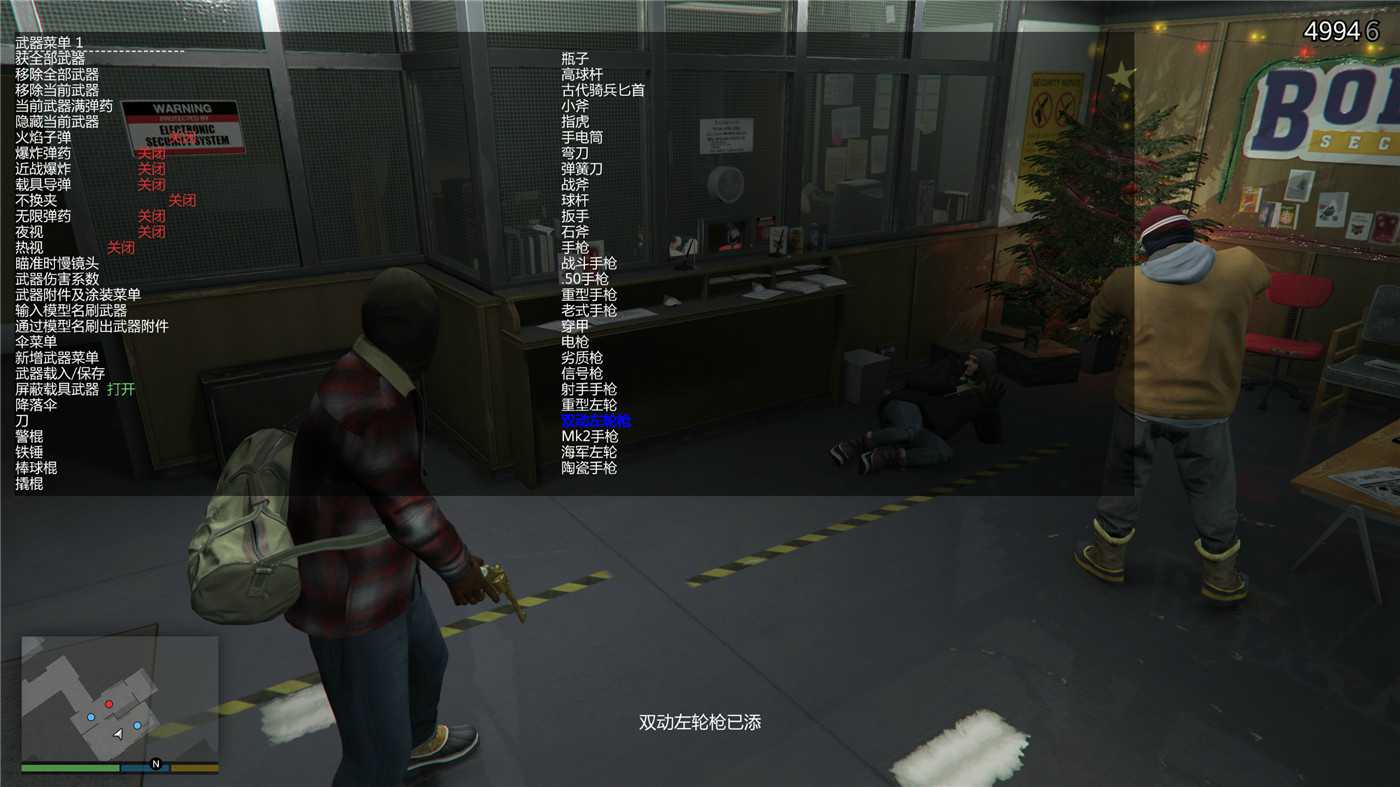 武器菜单 1
获全部武器
移除全部武器
移除当前武器
当前武器满弹药
隐藏当前武器
火焰子弹 关闭
爆炸弹药 关闭
近战爆炸 关闭
载具导弹 关闭
不换夹 关闭
无限弹药 关闭
夜视 关闭
热视 关闭
瞄准时慢镜头
武器伤害系数
武器附件及涂装菜单
输入模型名刷武器
通过模型名刷出武器附件
伞菜单
新增武器菜单
武器载入/保存
屏蔽载具武器 打开
降落伞
刀
警棍
铁锤
棒球棍
撬棍
瓶子
高球杆
古代骑兵匕首
小斧
指虎
手电筒
弯刀
弹簧刀
战斧
球杆
扳手
石斧
手枪
战斗手枪
.50手枪
重型手枪
老式手枪
穿甲
电枪
劣质枪
信号枪
射手手枪
重型左轮
双动左轮枪
Mk2手枪
海军左轮
陶瓷手枪
WARNING
PROTECTED BY
ELECTRONIC
SECURITY SYSTEM
4994 6
SECURITY NOTICE
BO
SEC
双动左轮枪已添
N